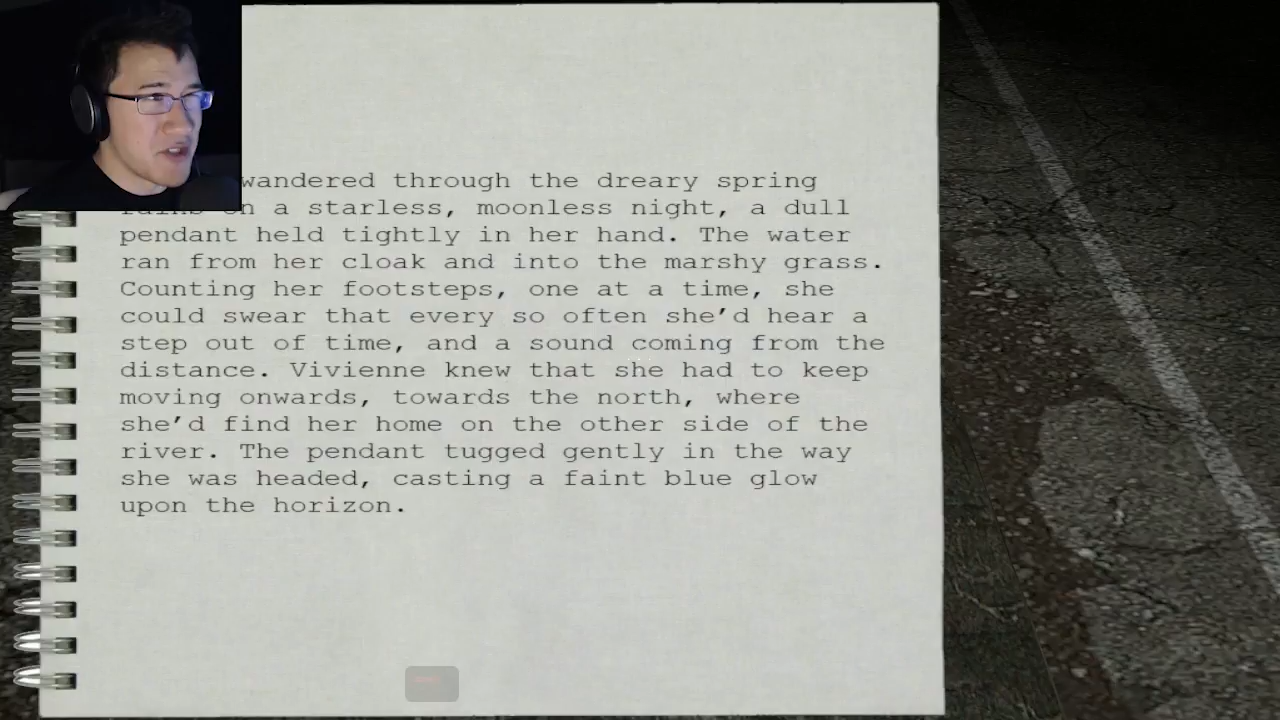 wandered through the dreary spring
on a starless, moonless night, a dull
pendant held tightly in her hand. The water
ran from her cloak and into the marshy grass.
Counting her footsteps, one at a time, she
could swear that every so often she'd hear a
step out of time, and a sound coming from the
distance. Vivienne knew that she had to keep
moving onwards, towards the north, where
she'd find her home on the other side of the
river. The pendant tugged gently in the way
she was headed, casting a faint blue glow
upon the horizon.